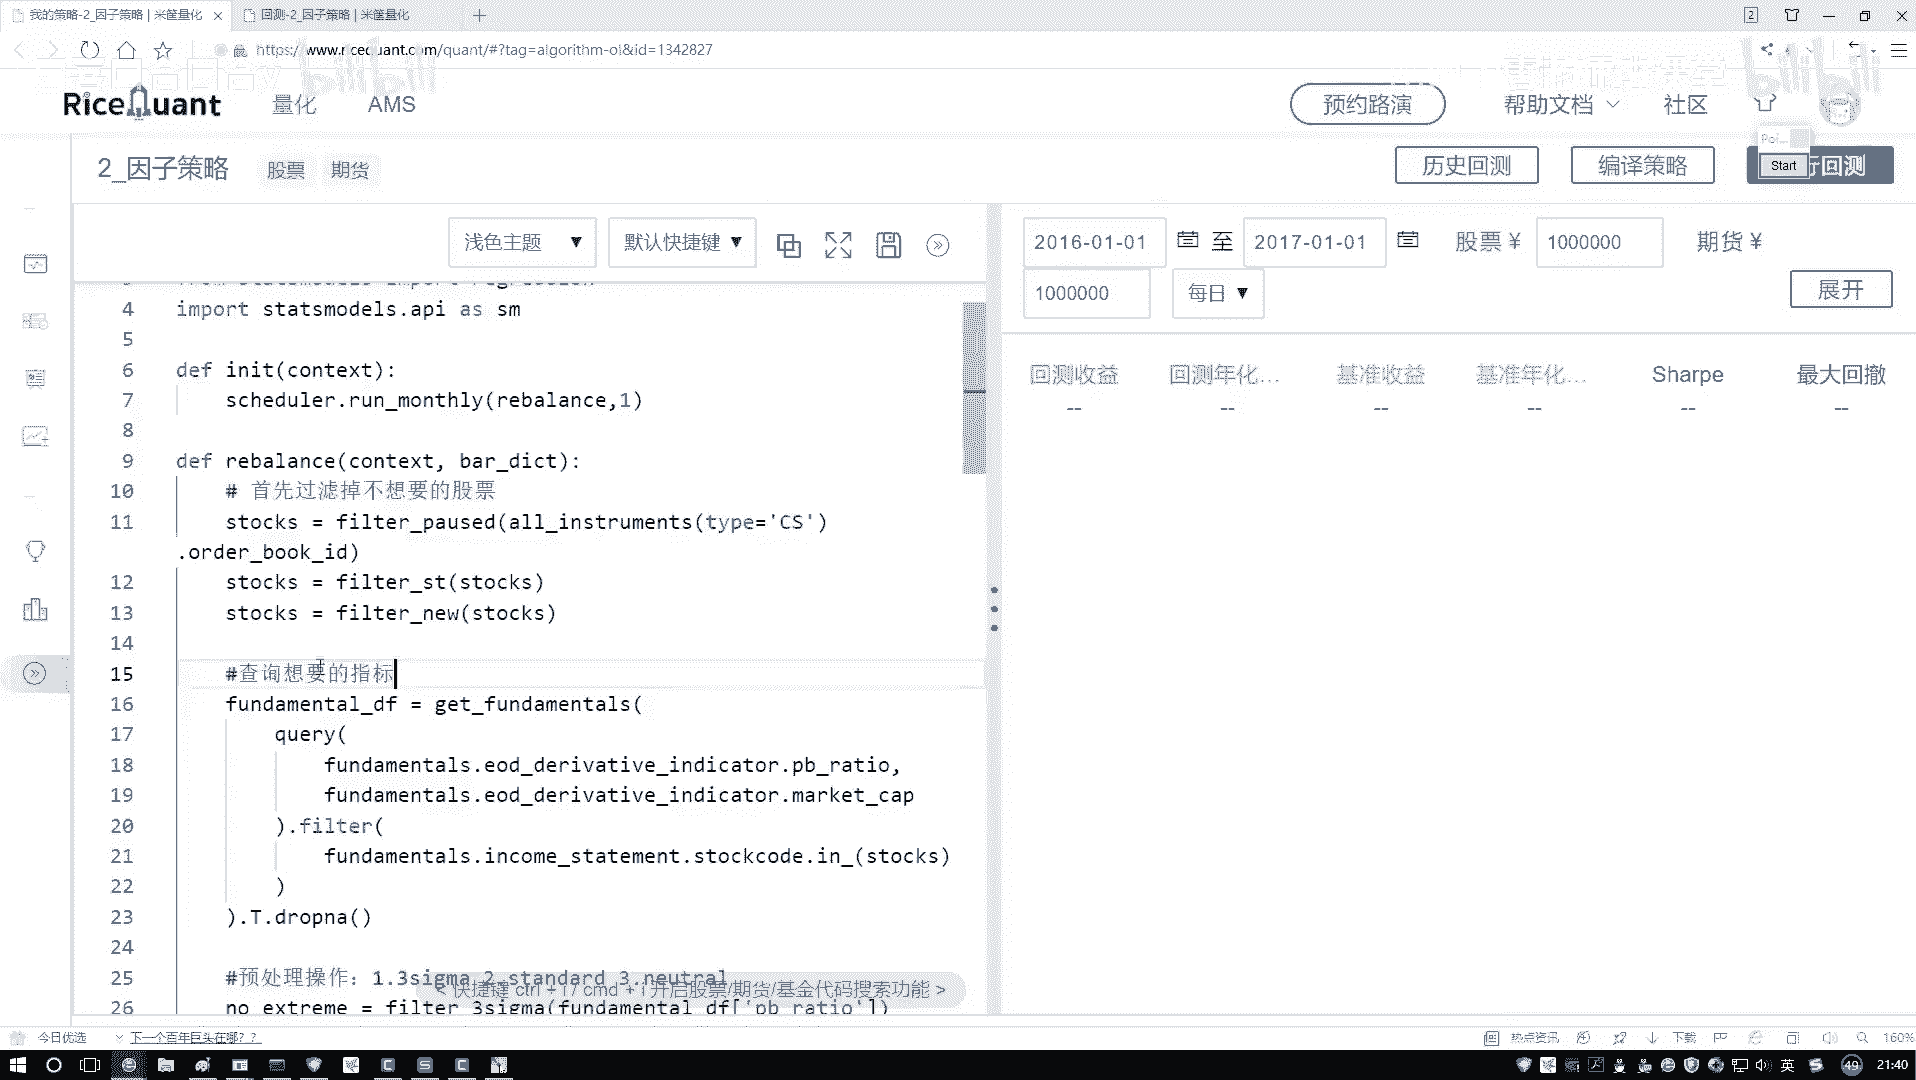 我的策略-2_因子策略 | 米筐量化
回测-2_因子策略 | 米筐量化
2
https://www.ricequant.com/quant/#?tag=algorithm-ol&id=1342827
bilibili
bilibili
RiceQuant
量化
AMS
预约路演
帮助文档
社区
Poi...
2_因子策略
股票
期货
历史回测
编译策略
Start
行回测
浅色主题 ▼
默认快捷键 ▼
2016-01-01
至
2017-01-01
股票 ¥
1000000
期货 ¥
1000000
每日 ▼
展开
回测收益
回测年化...
基准收益
基准年化...
Sharpe
最大回撤
--
--
--
--
--
--
3 from statsmodels import regression
4 import statsmodels.api as sm
5
6 def init(context):
7 scheduler.run_monthly(rebalance,1)
8
9 def rebalance(context, bar_dict):
10 # 首先过滤掉不想要的股票
11 stocks = filter_paused(all_instruments(type='CS')
.order_book_id)
12 stocks = filter_st(stocks)
13 stocks = filter_new(stocks)
14
15 #查询想要的指标
16 fundamental_df = get_fundamentals(
17 query(
18 fundamentals.eod_derivative_indicator.pb_ratio,
19 fundamentals.eod_derivative_indicator.market_cap
20 ).filter(
21 fundamentals.income_statement.stockcode.in_(stocks)
22 )
23 ).T.dropna()
24
25 #预处理操作：1.3sigma 2.standard 3.neutral
< 快捷键 ctrl + i / cmd + i 开启股票/期货/基金代码搜索功能 >
26 no_extreme = filter_3sigma(fundamental_df['pb_ratio'])
今日优选
下一个百年巨头在哪？？
热点资讯
下载
160%
英
49
21:40